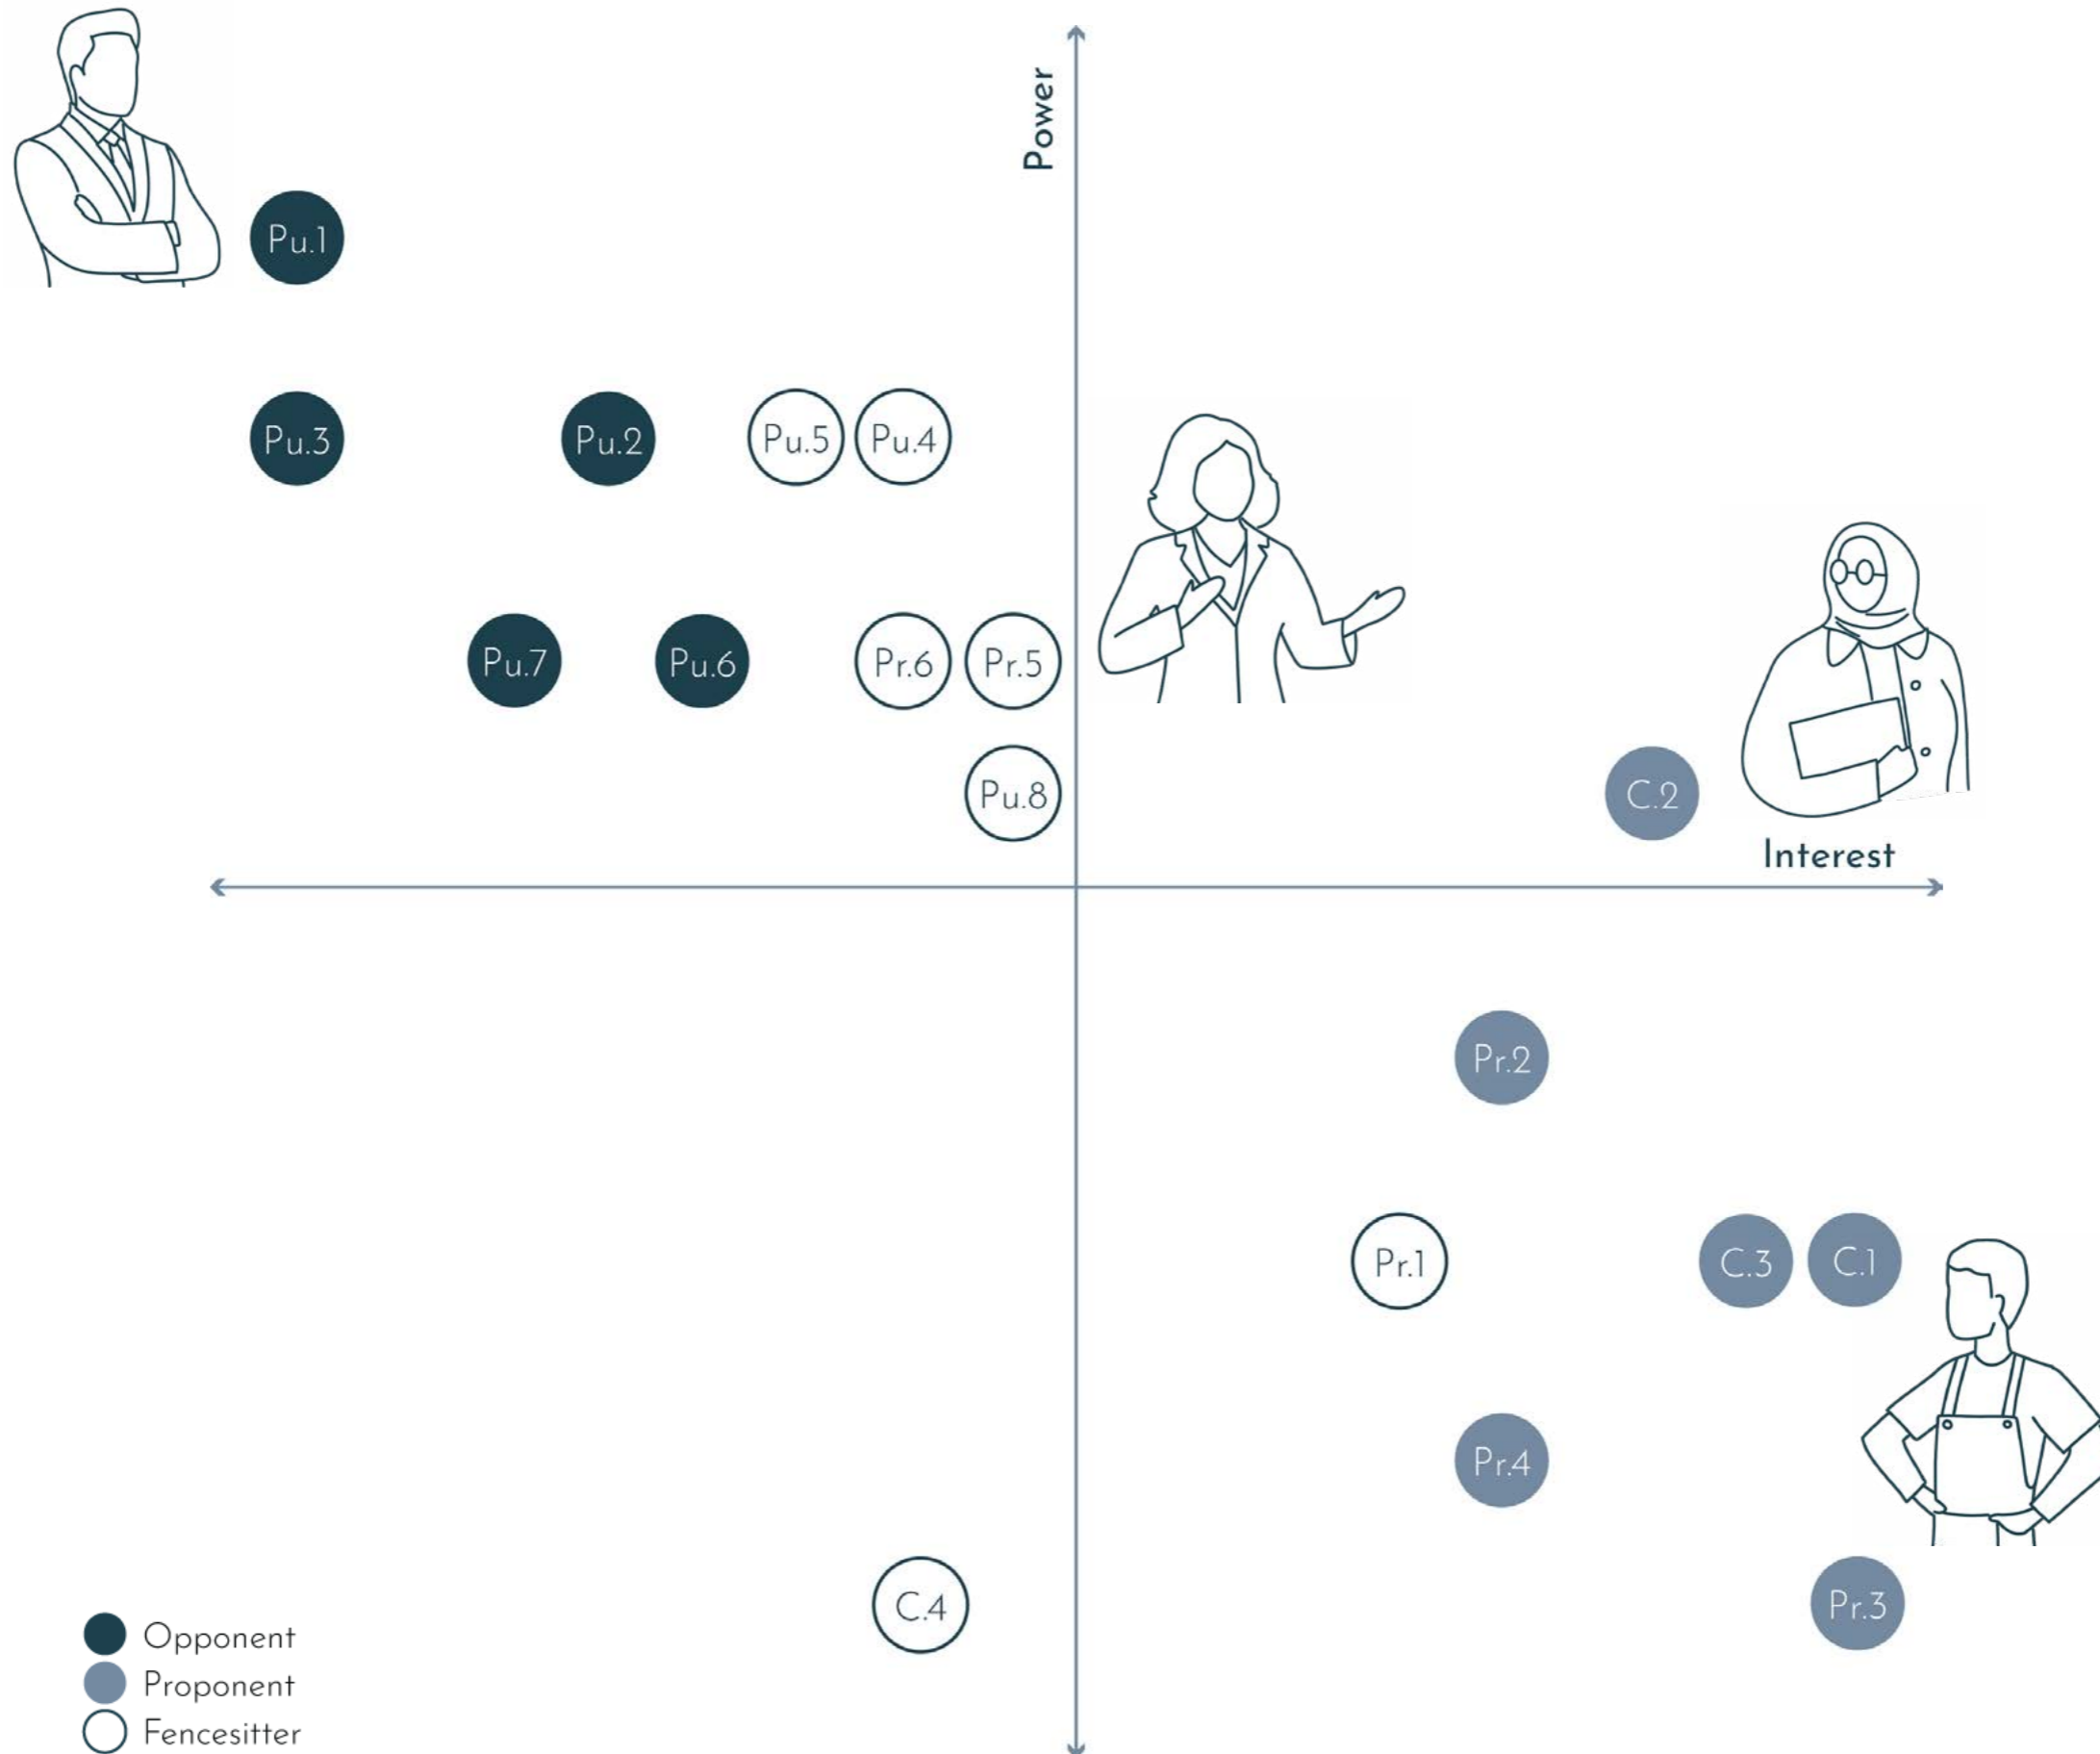 Power
Pu.1
Pu.3
Pu.2
Pu.5
Pu.4
Pu.7
Pu.6
Pr.6
Pr.5
Pu.8
C.2
Interest
Pr.2
Pr.1
C.3
C.1
Pr.4
C.4
Pr.3
Opponent
Proponent
Fencesitter